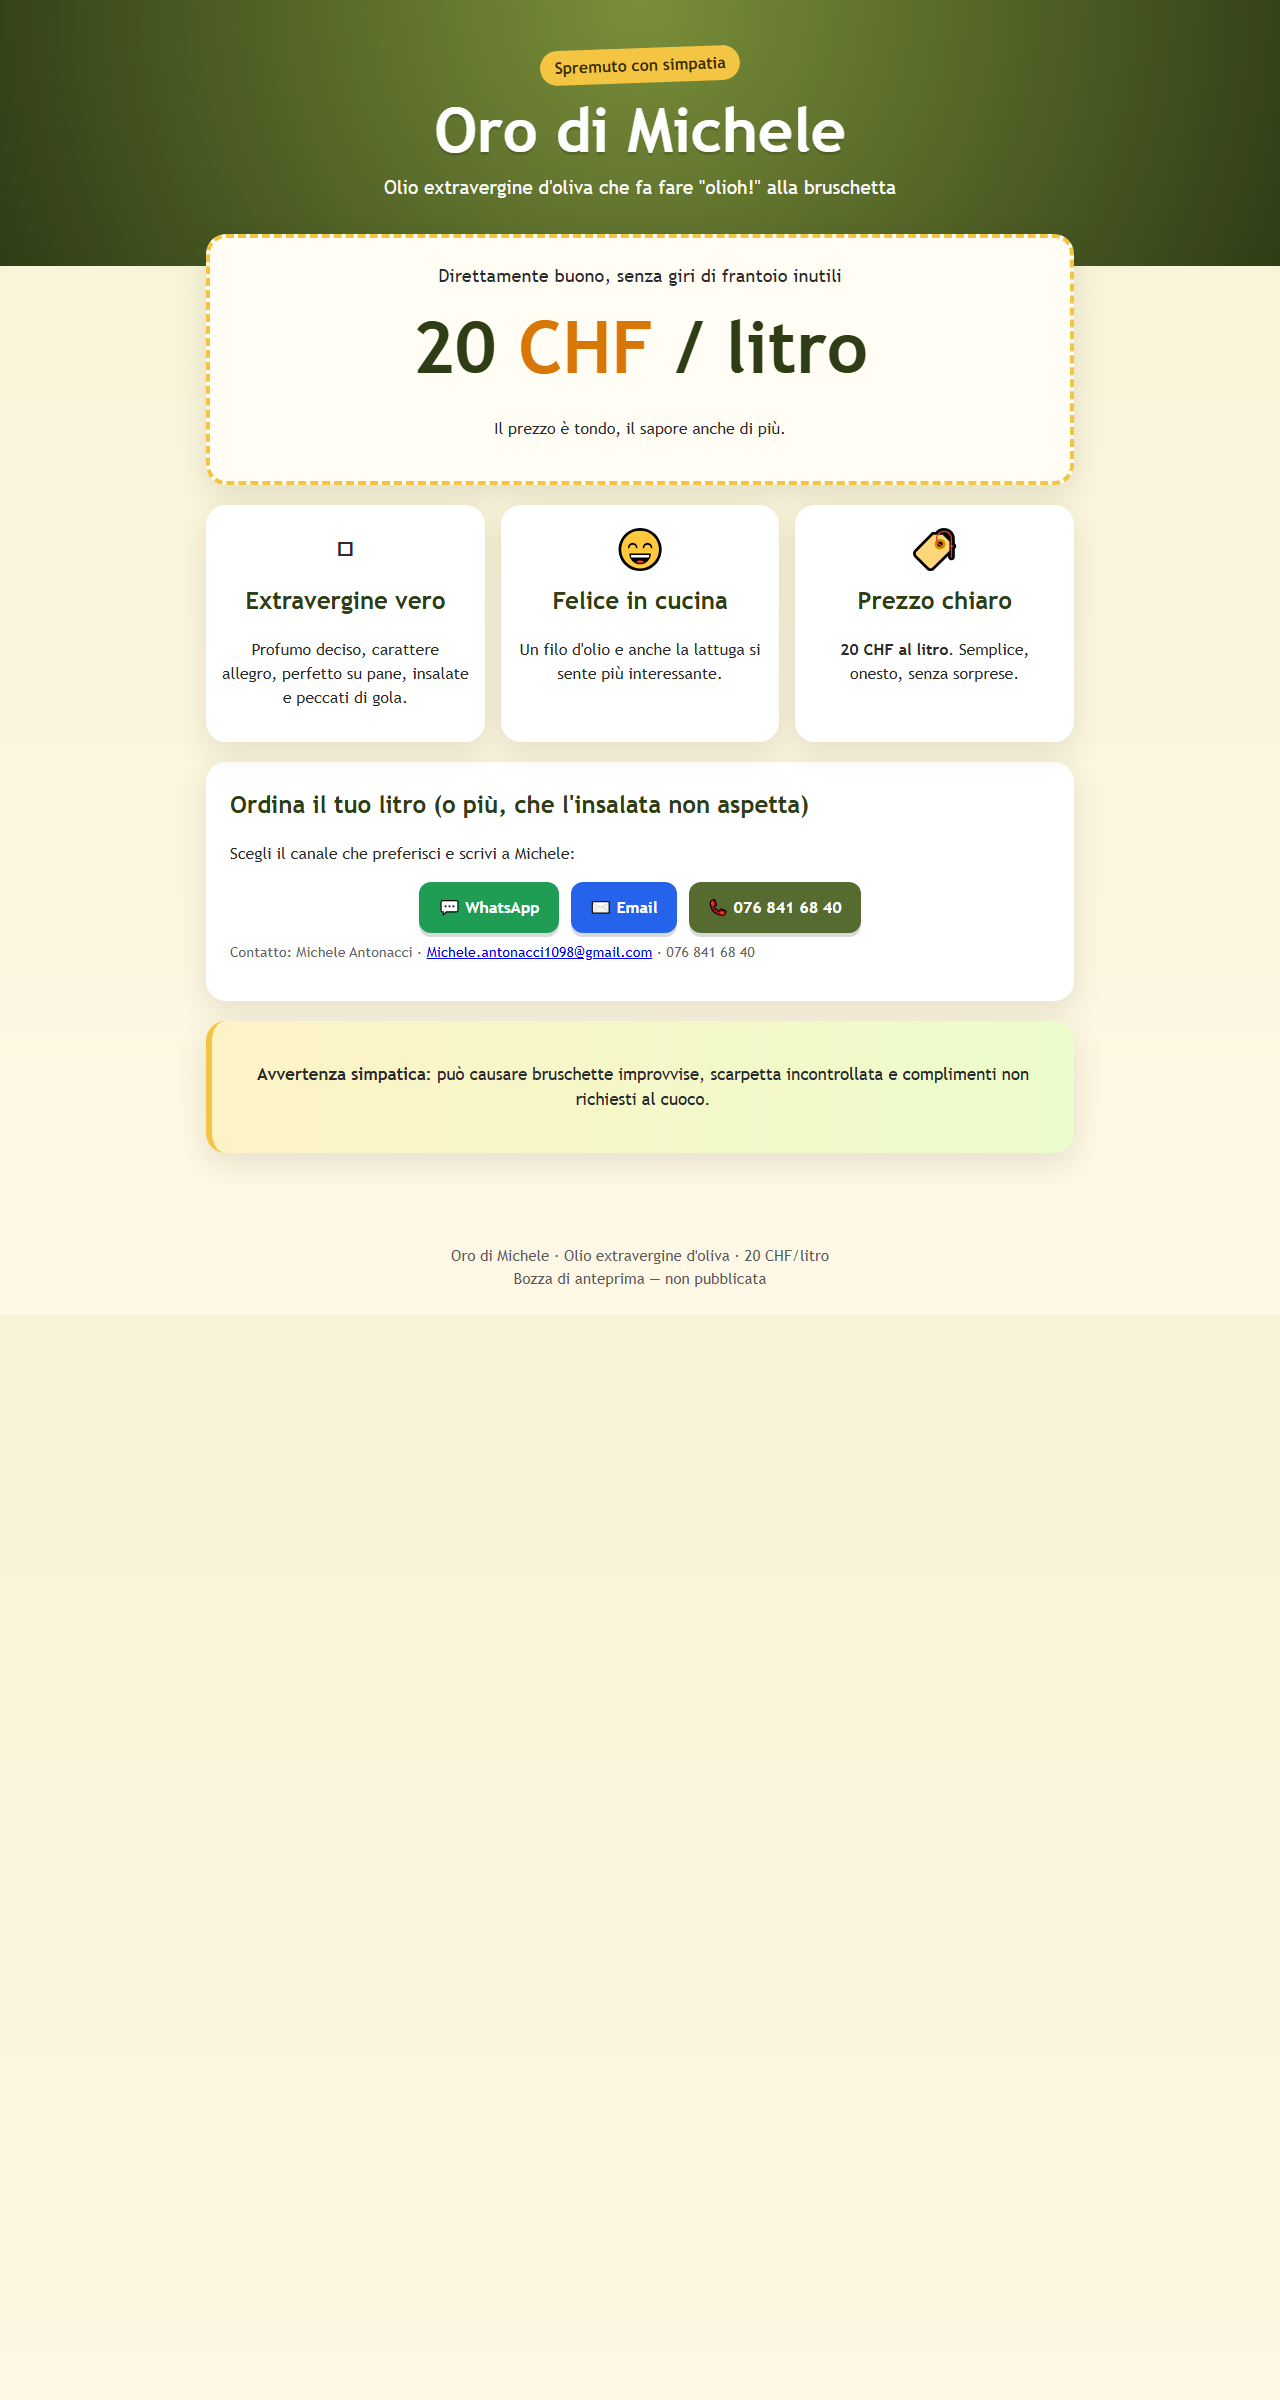 Spremuto con simpatia
Oro di Michele
Olio extravergine d'oliva che fa fare "olioh!" alla bruschetta
Direttamente buono, senza giri di frantoio inutili
20 CHF / litro
Il prezzo è tondo, il sapore anche di più.
Extravergine vero
Profumo deciso, carattere
allegro, perfetto su pane, insalate
e peccati di gola.
Felice in cucina
Un filo d'olio e anche la lattuga si
sente più interessante.
Prezzo chiaro
20 CHF al litro. Semplice,
onesto, senza sorprese.
Ordina il tuo litro (o più, che l'insalata non aspetta)
Scegli il canale che preferisci e scrivi a Michele:
💬 WhatsApp
✉️ Email
📞 076 841 68 40
Contatto: Michele Antonacci · Michele.antonacci1098@gmail.com · 076 841 68 40
Avvertenza simpatica: può causare bruschette improvvise, scarpetta incontrollata e complimenti non
richiesti al cuoco.
Oro di Michele · Olio extravergine d'oliva · 20 CHF/litro
Bozza di anteprima — non pubblicata